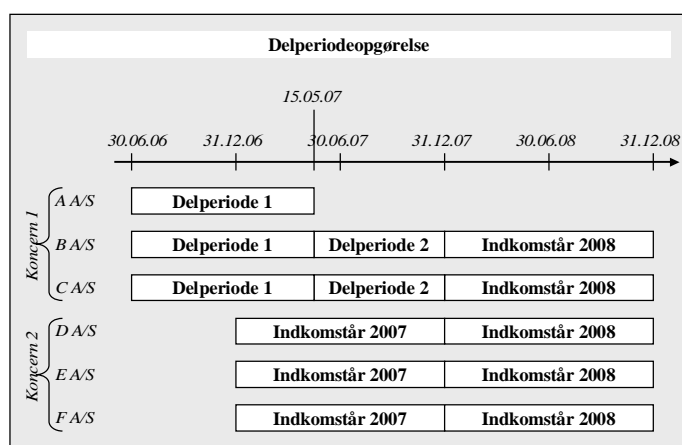 Delperiodeopgørelse
15.05.07
30.06.06 31.12.06 30.06.07 31.12.07 30.06.08 31.12.08
Koncern 1
A A/S Delperiode 1
B A/S Delperiode 1 Delperiode 2 Indkomstår 2008
C A/S Delperiode 1 Delperiode 2 Indkomstår 2008
Koncern 2
D A/S Indkomstår 2007 Indkomstår 2008
E A/S Indkomstår 2007 Indkomstår 2008
F A/S Indkomstår 2007 Indkomstår 2008